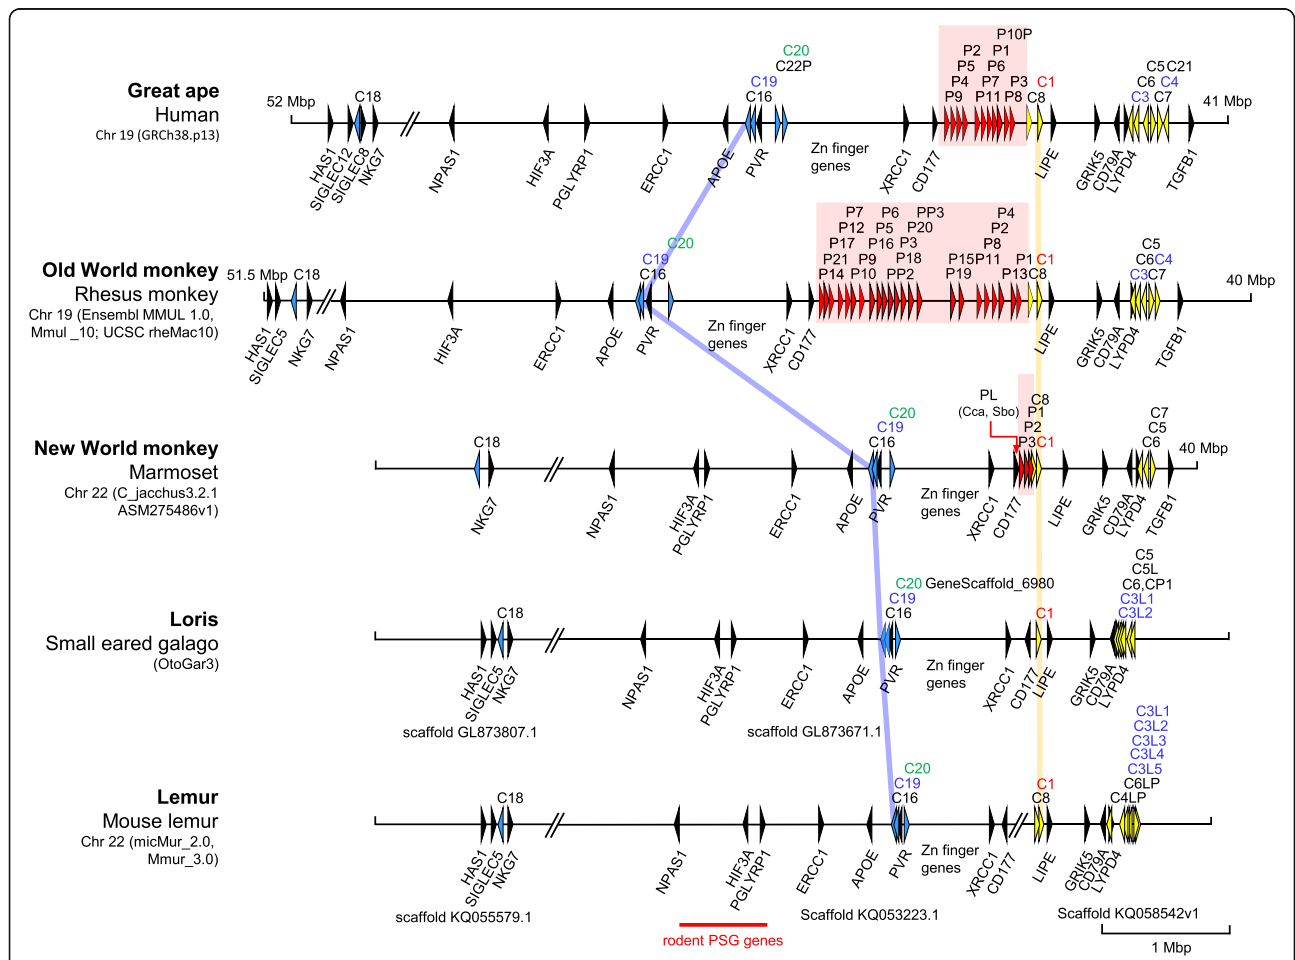 P10P
P2 P1
C20
P5 P6
C22P
C5 C21
Great ape
C19
P4 P7 P3
C1
C6 C4
Human
52 Mbp
C18
C16
P9 P11 P8
C8
C3 C7
41 Mbp
Chr 19 (GRCh38.p13)
HAS1
SIGLEC12
SIGLEC8
NKG7
NPAS1
HIF3A
PGLYRP1
ERCC1
APOE
PVR
Zn finger
genes
XRCC1
CD177
LIPE
GRIK5
CD79A
LYPD4
TGFB1
P7 P6 PP3 P4
P12 P5 P20 P2
C20
P17 P16 P3 P8
C5
Old World monkey
C19
P21 P9 P18 P15 P11 P1
C1
C6 C4
51.5 Mbp
C18
C16
P14 P10 PP2 P19 P13
C8
C3 C7
40 Mbp
Rhesus monkey
Chr 19 (Ensembl MMUL 1.0,
Mmul _10; UCSC rheMac10)
HAS1
SIGLEC5
NKG7
NPAS1
HIF3A
ERCC1
APOE
PVR
Zn finger
genes
XRCC1
CD177
LIPE
GRIK5
CD79A
LYPD4
TGFB1
PL
(Cca, Sbo)
C8
P1
P2
P3
C1
C20
C19
C16
C7
C5
C6
New World monkey
C18
40 Mbp
Marmoset
Chr 22 (C_jacchus3.2.1
ASM275486v1)
NKG7
NPAS1
HIF3A
PGLYRP1
ERCC1
APOE
PVR
Zn finger
genes
XRCC1
CD177
LIPE
GRIK5
CD79A
LYPD4
TGFB1
C5
C5L
C20
GeneScaffold_6980
C6,CP1
C19
C3L1
Loris
C18
C16
C1
C3L2
Small eared galago
(OtoGar3)
HAS1
SIGLEC5
NKG7
NPAS1
HIF3A
PGLYRP1
ERCC1
APOE
PVR
Zn finger
genes
XRCC1
CD177
LIPE
GRIK5
CD79A
LYPD4
scaffold GL873807.1
scaffold GL873671.1
C3L1
C3L2
C3L3
C3L4
C20
C3L5
C19
C1
C6LP
Lemur
C18
C16
C8
C4LP
Mouse lemur
Chr 22 (micMur_2.0,
Mmur_3.0)
HAS1
SIGLEC5
NKG7
NPAS1
HIF3A
PGLYRP1
ERCC1
APOE
PVR
Zn finger
genes
XRCC1
CD177
LIPE
GRIK5
CD79A
LYPD4
scaffold KQ055579.1
Scaffold KQ053223.1
Scaffold KQ058542v1
rodent PSG genes
1 Mbp